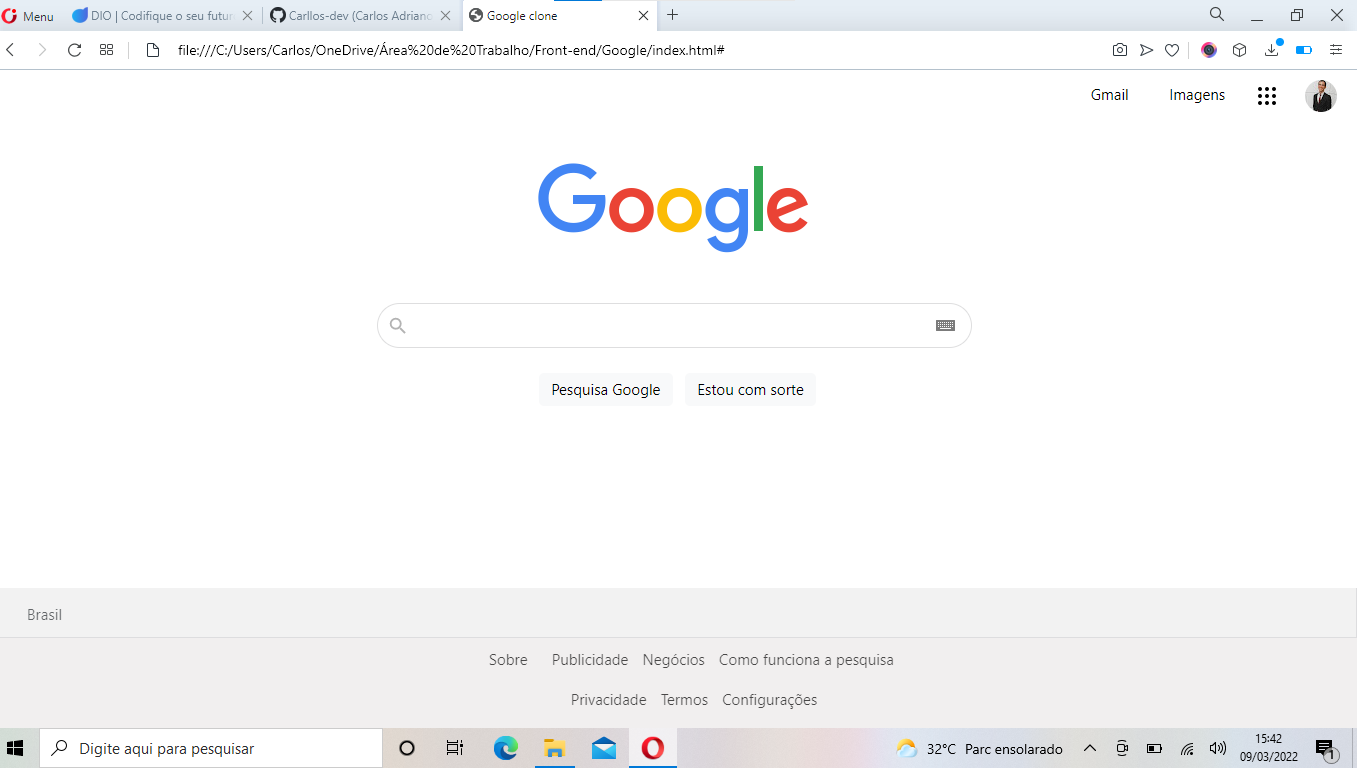 Menu
DIO | Codifique o seu futur
Carllos-dev (Carlos Adrianc
Google clone
file:///C:/Users/Carlos/OneDrive/Área%20de%20Trabalho/Front-end/Google/index.html#
Gmail Imagens
Google
Pesquisa Google Estou com sorte
Brasil
Sobre Publicidade Negócios Como funciona a pesquisa
Privacidade Termos Configurações
Digite aqui para pesquisar
32°C Parc ensolarado
15:42
09/03/2022
1